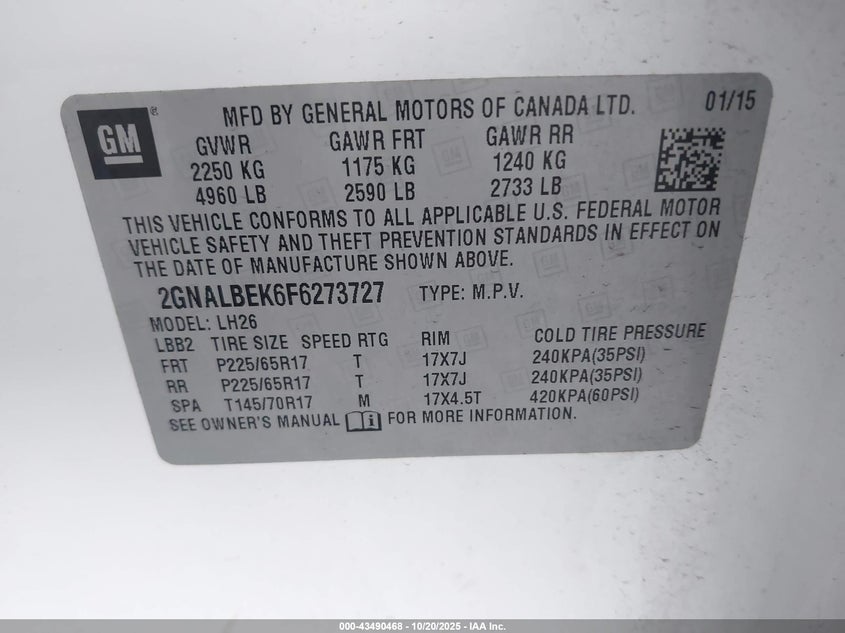 GM ®
MFD BY GENERAL MOTORS OF CANADA LTD. 01/15
GVWR GAWR FRT GAWR RR
2250 KG 1175 KG 1240 KG
4960 LB 2590 LB 2733 LB
THIS VEHICLE CONFORMS TO ALL APPLICABLE U.S. FEDERAL MOTOR
VEHICLE SAFETY AND THEFT PREVENTION STANDARDS IN EFFECT ON
THE DATE OF MANUFACTURE SHOWN ABOVE.
2GNALBEK6F6273727 TYPE: M.P.V.
MODEL: LH26
LBB2 TIRE SIZE SPEED RTG RIM COLD TIRE PRESSURE
FRT P225/65R17 T 17X7J 240KPA(35PSI)
RR P225/65R17 T 17X7J 240KPA(35PSI)
SPA T145/70R17 M 17X4.5T 420KPA(60PSI)
SEE OWNER'S MANUAL FOR MORE INFORMATION.
000-43490468 - 10/20/2025 - IAA Inc.